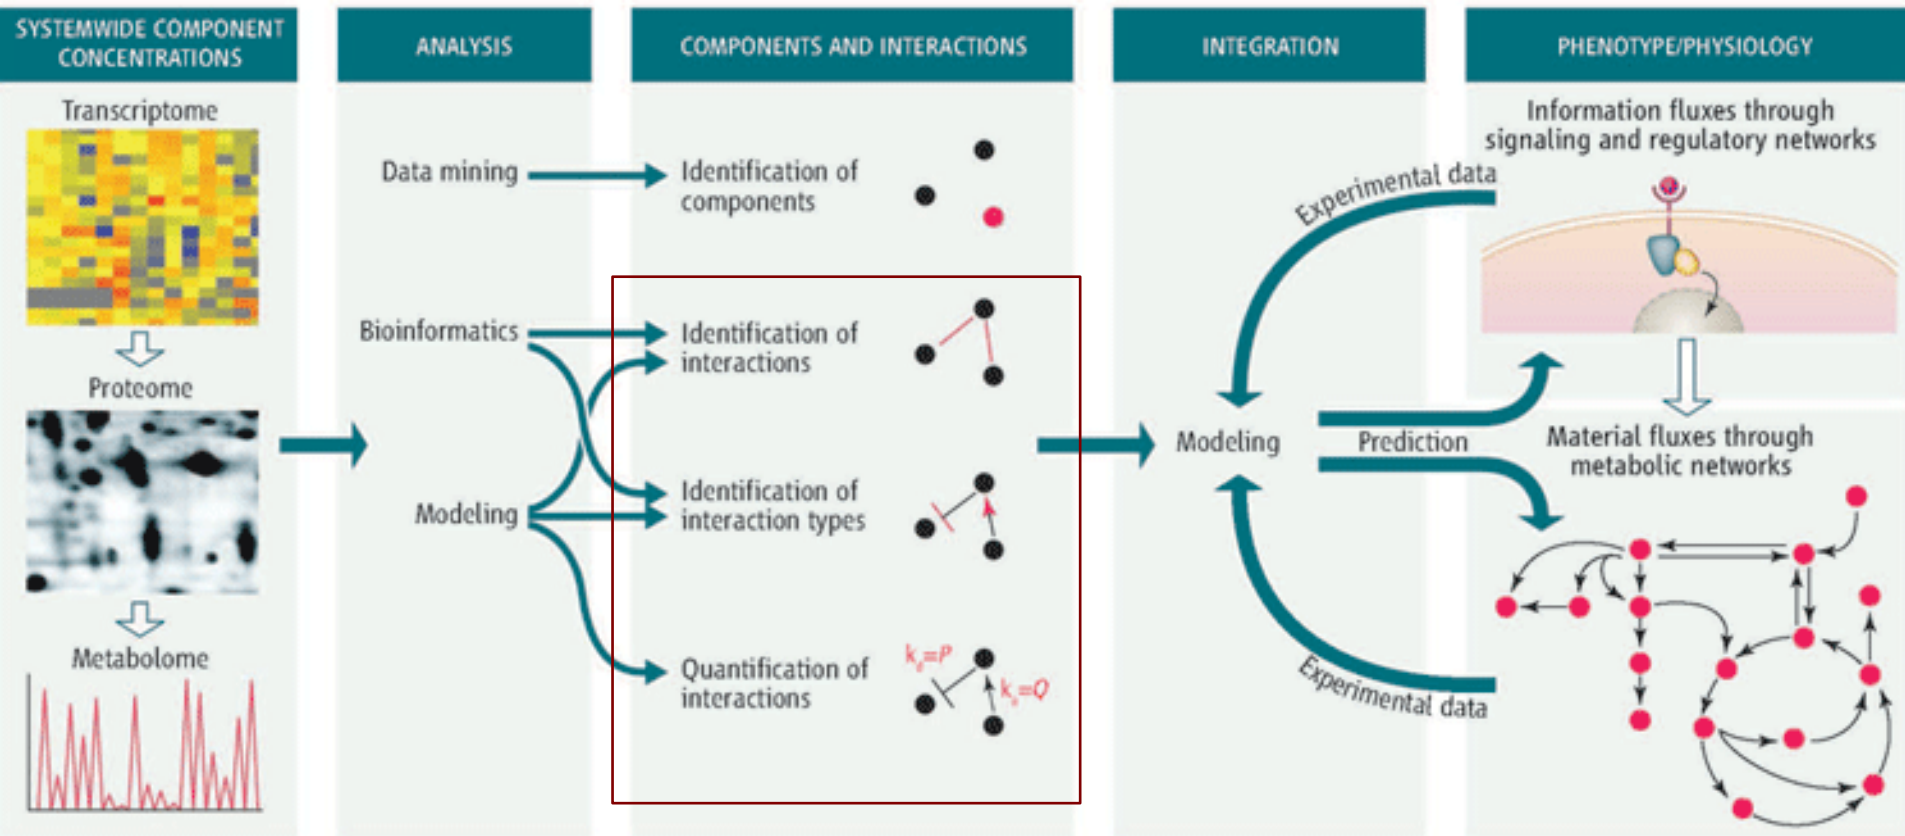 SYSTEMWIDE COMPONENT
CONCENTRATIONS
ANALYSIS
COMPONENTS AND INTERACTIONS
INTEGRATION
PHENOTYPE/PHYSIOLOGY
Transcriptome
Proteome
Metabolome
Data mining
Bioinformatics
Modeling
Identification of
components
Identification of
interactions
Identification of
interaction types
Quantification of
interactions
k_d=P
k_a=Q
Experimental data
Modeling
Prediction
Experimental data
Information fluxes through
signaling and regulatory networks
Material fluxes through
metabolic networks